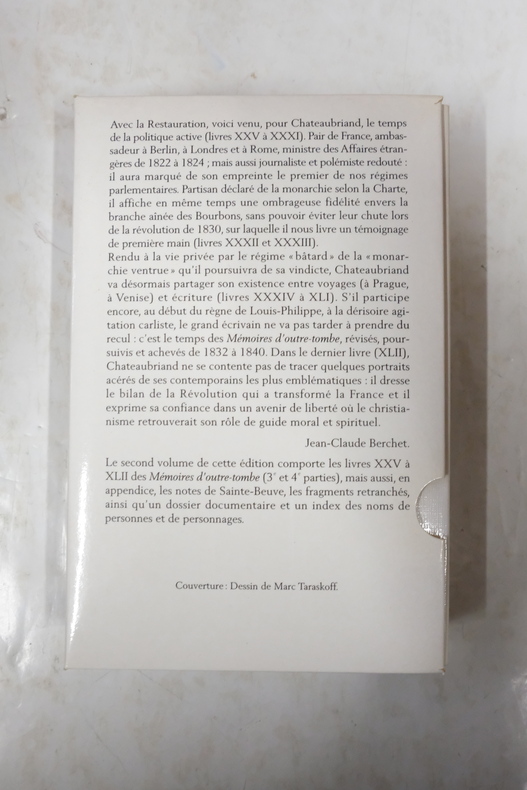 Avec la Restauration, voici venu, pour Chateaubriand, le temps
de la politique active (livres XXV à XXXI). Pair de France, ambas-
sadeur à Berlin, à Londres et à Rome, ministre des Affaires étran-
gères de 1822 à 1824 ; mais aussi journaliste et polémiste redouté :
il aura marqué de son empreinte le premier de nos régimes
parlementaires. Partisan déclaré de la monarchie selon la Charte,
il affiche en même temps une ombrageuse fidélité envers la
branche aînée des Bourbons, sans pouvoir éviter leur chute lors
de la révolution de 1830, sur laquelle il nous livre un témoignage
de première main (livres XXXII et XXXIII).
Rendu à la vie privée par le régime « bâtard » de la « monar-
chie ventrue » qu'il poursuivra de sa vindicte, Chateaubriand
va désormais partager son existence entre voyages (à Prague,
à Venise) et écriture (livres XXXIV à XLI). S'il participe
encore, au début du règne de Louis-Philippe, à la dérisoire agi-
tation carliste, le grand écrivain ne va pas tarder à prendre du
recul : c'est le temps des Mémoires d'outre-tombe, révisés, pour-
suivis et achevés de 1832 à 1840. Dans le dernier livre (XLII),
Chateaubriand ne se contente pas de tracer quelques portraits
acérés de ses contemporains les plus emblématiques : il dresse
le bilan de la Révolution qui a transformé la France et il
exprime sa confiance dans un avenir de liberté où le christia-
nisme retrouverait son rôle de guide moral et spirituel.
Jean-Claude Berchet.
Le second volume de cette édition comporte les livres XXV à
XLII des Mémoires d'outre-tombe (3e et 4e parties), mais aussi, en
appendice, les notes de Sainte-Beuve, les fragments retranchés,
ainsi qu'un dossier documentaire et un index des noms de
personnes et de personnages.
Couverture : Dessin de Marc Taraskoff.